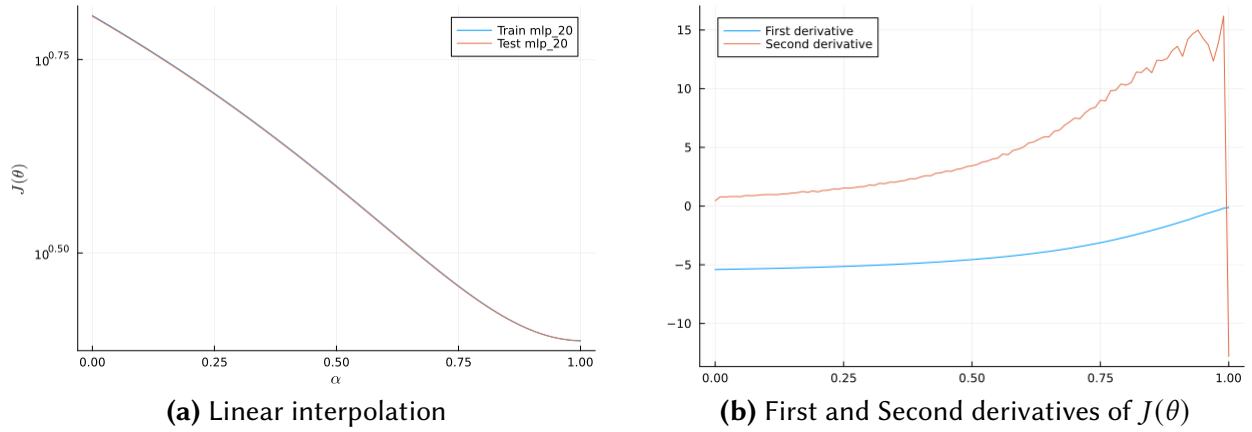 Train mlp_20
Test mlp_20
10^0.75
10^0.50
J(θ)
0.00 0.25 0.50 0.75 1.00
α
(a) Linear interpolation
First derivative
Second derivative
15
10
5
0
−5
−10
0.00 0.25 0.50 0.75 1.00
(b) First and Second derivatives of J(θ)